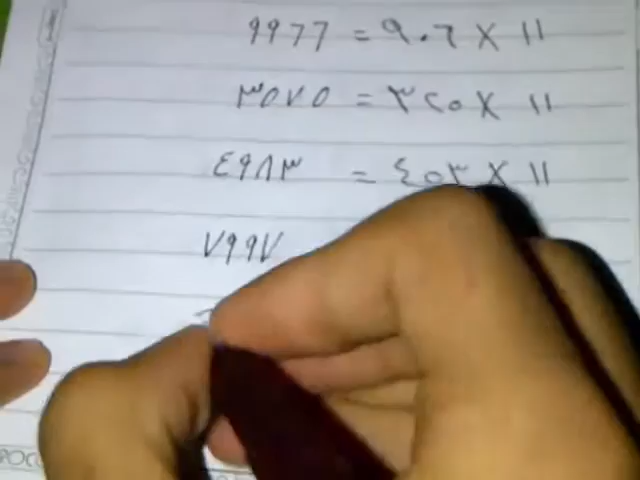 ٩٩٦٦ = ٩٠٦ X ١١
٣٥٧٥ = ٣٢٥ X ١١
٤٩٨٣ = ٤٥٣ X ١١
٧٩٩٧